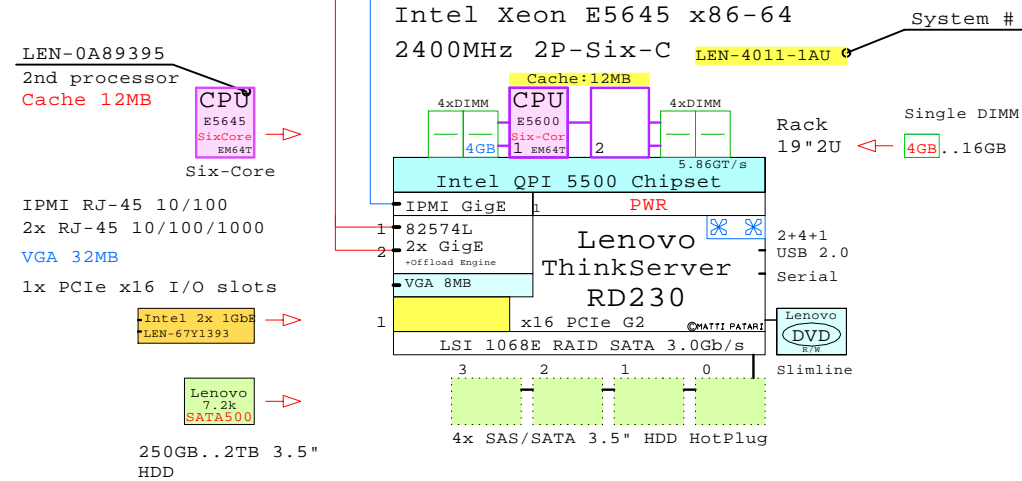 Intel Xeon E5645 x86-64
System #
2400MHz 2P-Six-C
LEN-4011-1AU
LEN-0A89395
2nd processor
Cache 12MB
CPU
E5645
SixCore
EM64T
Six-Core
Cache:12MB
4xDIMM
CPU
E5600
Six-Cor
1 EM64T
2
4xDIMM
4GB
5.86GT/s
Rack
19"2U
Single DIMM
4GB..16GB
Intel QPI 5500 Chipset
IPMI RJ-45 10/100
2x RJ-45 10/100/1000
VGA 32MB
1x PCIe x16 I/O slots
IPMI GigE
1
PWR
1 82574L
2 2x GigE
+Offload Engine
VGA 8MB
Lenovo
ThinkServer
RD230
2+4+1
USB 2.0
Serial
Intel 2x 1GbE
LEN-67Y1393
1
x16 PCIe G2
©MATTI PATARI
LSI 1068E RAID SATA 3.0Gb/s
Lenovo
DVD
R/W
Slimline
3 2 1 0
Lenovo
7.2k
SATA500
4x SAS/SATA 3.5" HDD HotPlug
250GB..2TB 3.5"
HDD